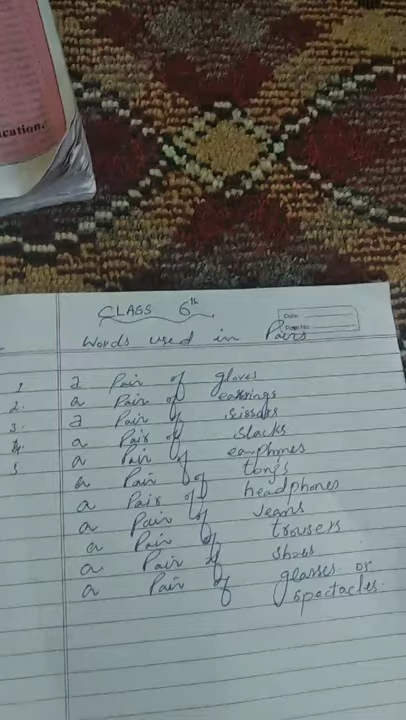 ucation.
CLASS 6th
Date:
Page No:
Words used in Pairs
1 a Pair of gloves
2. a Pair of earrings
3. a Pair of scissors
4. a Pair of slacks
5 a Pair of earphones
a Pair of tongs
a Pair of headphones
a Pair of Jeans
a Pair of trousers
a Pair of shoes
a Pair of glasses or
spectacles.